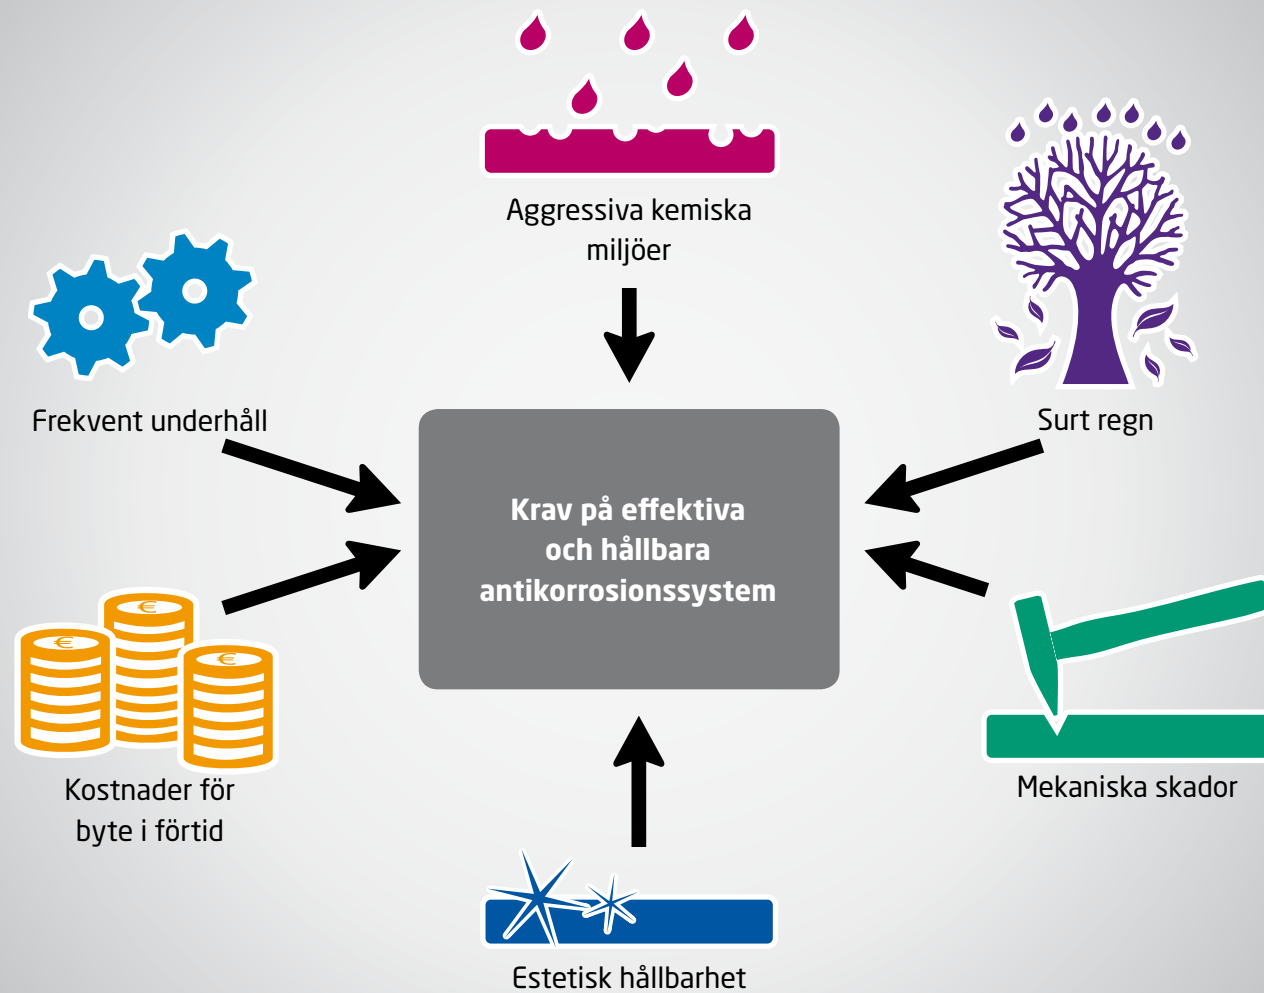 Aggressiva kemiska
miljöer
Frekvent underhåll
Surt regn
Krav på effektiva
och hållbara
antikorrosionssystem
€
€
€
Kostnader för
byte i förtid
Mekaniska skador
Estetisk hållbarhet